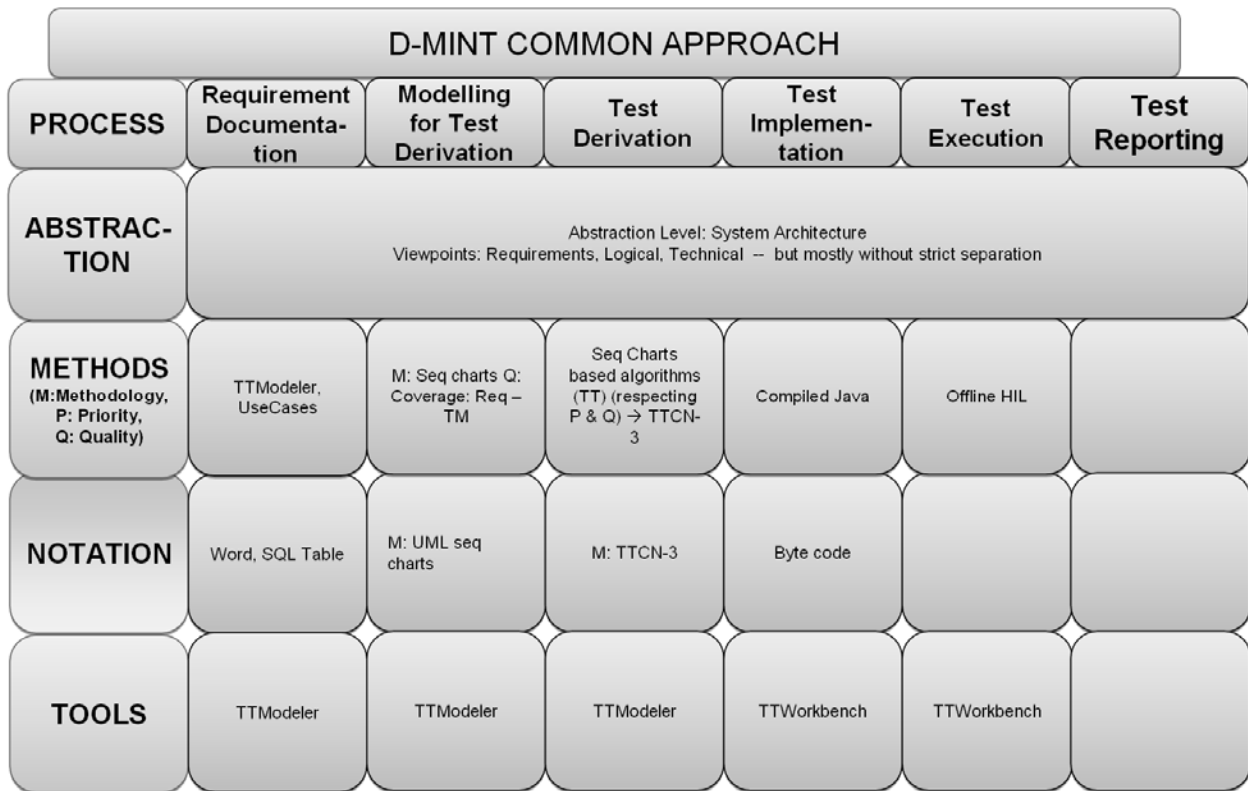 D-MINT COMMON APPROACH
PROCESS
Requirement
Documenta-
tion
Modelling
for Test
Derivation
Test
Derivation
Test
Implemen-
tation
Test
Execution
Test
Reporting
ABSTRAC-
TION
Abstraction Level: System Architecture
Viewpoints: Requirements, Logical, Technical -- but mostly without strict separation
METHODS
(M:Methodology,
P: Priority,
Q: Quality)
TTModeler,
UseCases
M: Seq charts Q:
Coverage: Req –
TM
Seq Charts
based algorithms
(TT) (respecting
P & Q) → TTCN-
3
Compiled Java
Offline HIL
NOTATION
Word, SQL Table
M: UML seq
charts
M: TTCN-3
Byte code
TOOLS
TTModeler
TTModeler
TTModeler
TTWorkbench
TTWorkbench